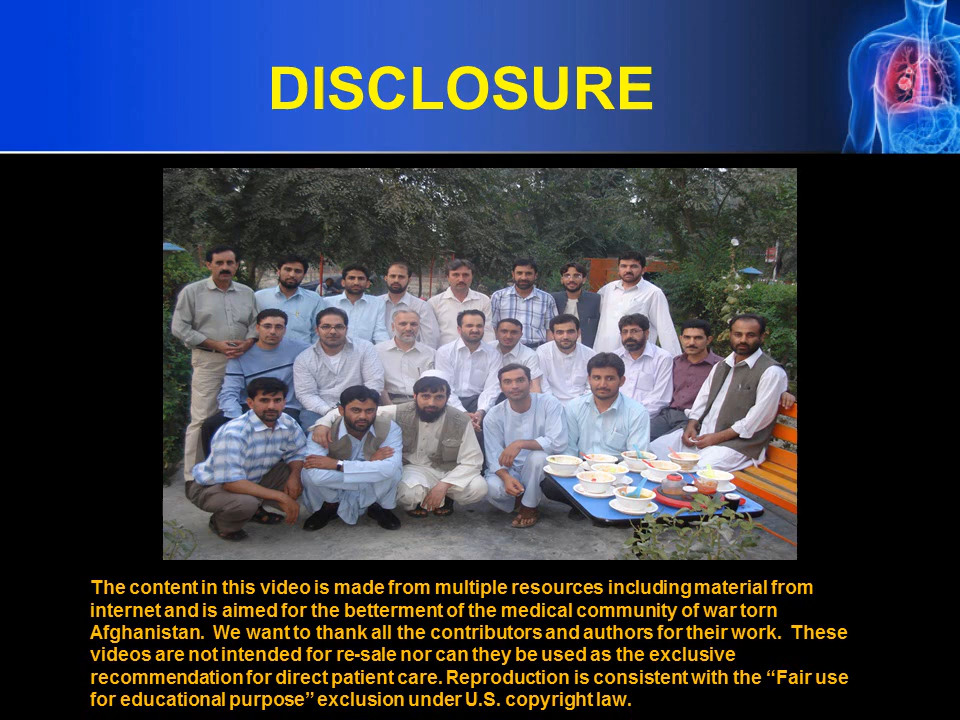 DISCLOSURE
The content in this video is made from multiple resources including material from
internet and is aimed for the betterment of the medical community of war torn
Afghanistan. We want to thank all the contributors and authors for their work. These
videos are not intended for re-sale nor can they be used as the exclusive
recommendation for direct patient care. Reproduction is consistent with the “Fair use
for educational purpose” exclusion under U.S. copyright law.